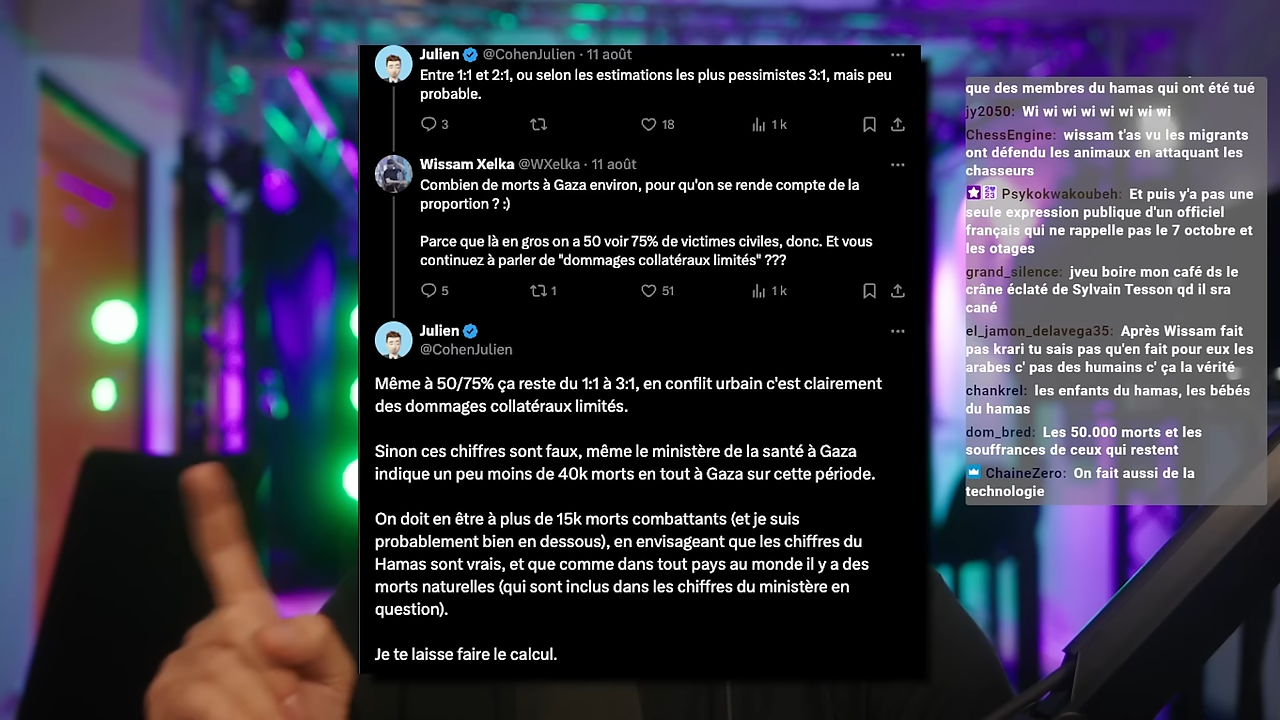 Julien @CohenJulien · 11 août
Entre 1:1 et 2:1, ou selon les estimations les plus pessimistes 3:1, mais peu
probable.
3 18 1 k
Wissam Xelka @WXelka · 11 août
Combien de morts à Gaza environ, pour qu'on se rende compte de la
proportion ? :)
Parce que là en gros on a 50 voir 75% de victimes civiles, donc. Et vous
continuez à parler de "dommages collatéraux limités" ???
5 1 51 1 k
Julien
@CohenJulien
Même à 50/75% ça reste du 1:1 à 3:1, en conflit urbain c'est clairement
des dommages collatéraux limités.
Sinon ces chiffres sont faux, même le ministère de la santé à Gaza
indique un peu moins de 40k morts en tout à Gaza sur cette période.
On doit en être à plus de 15k morts combattants (et je suis
probablement bien en dessous), en envisageant que les chiffres du
Hamas sont vrais, et que comme dans tout pays au monde il y a des
morts naturelles (qui sont inclus dans les chiffres du ministère en
question).
Je te laisse faire le calcul.
que des membres du hamas qui ont été tué
jy2050: Wi wi wi wi wi wi wi wi
ChessEngine: wissam t'as vu les migrants
ont défendu les animaux en attaquant les
chasseurs
Psykokwakoubeh: Et puis y'a pas une
seule expression publique d'un officiel
français qui ne rappelle pas le 7 octobre et
les otages
grand_silence: jveu boire mon café ds le
crâne éclaté de Sylvain Tesson qd il sra
cané
el_jamon_delavega35: Après Wissam fait
pas krari tu sais pas qu'en fait pour eux les
arabes c' pas des humains c' ça la vérité
chankrel: les enfants du hamas, les bébés
du hamas
dom_bred: Les 50.000 morts et les
souffrances de ceux qui restent
ChaineZero: On fait aussi de la
technologie